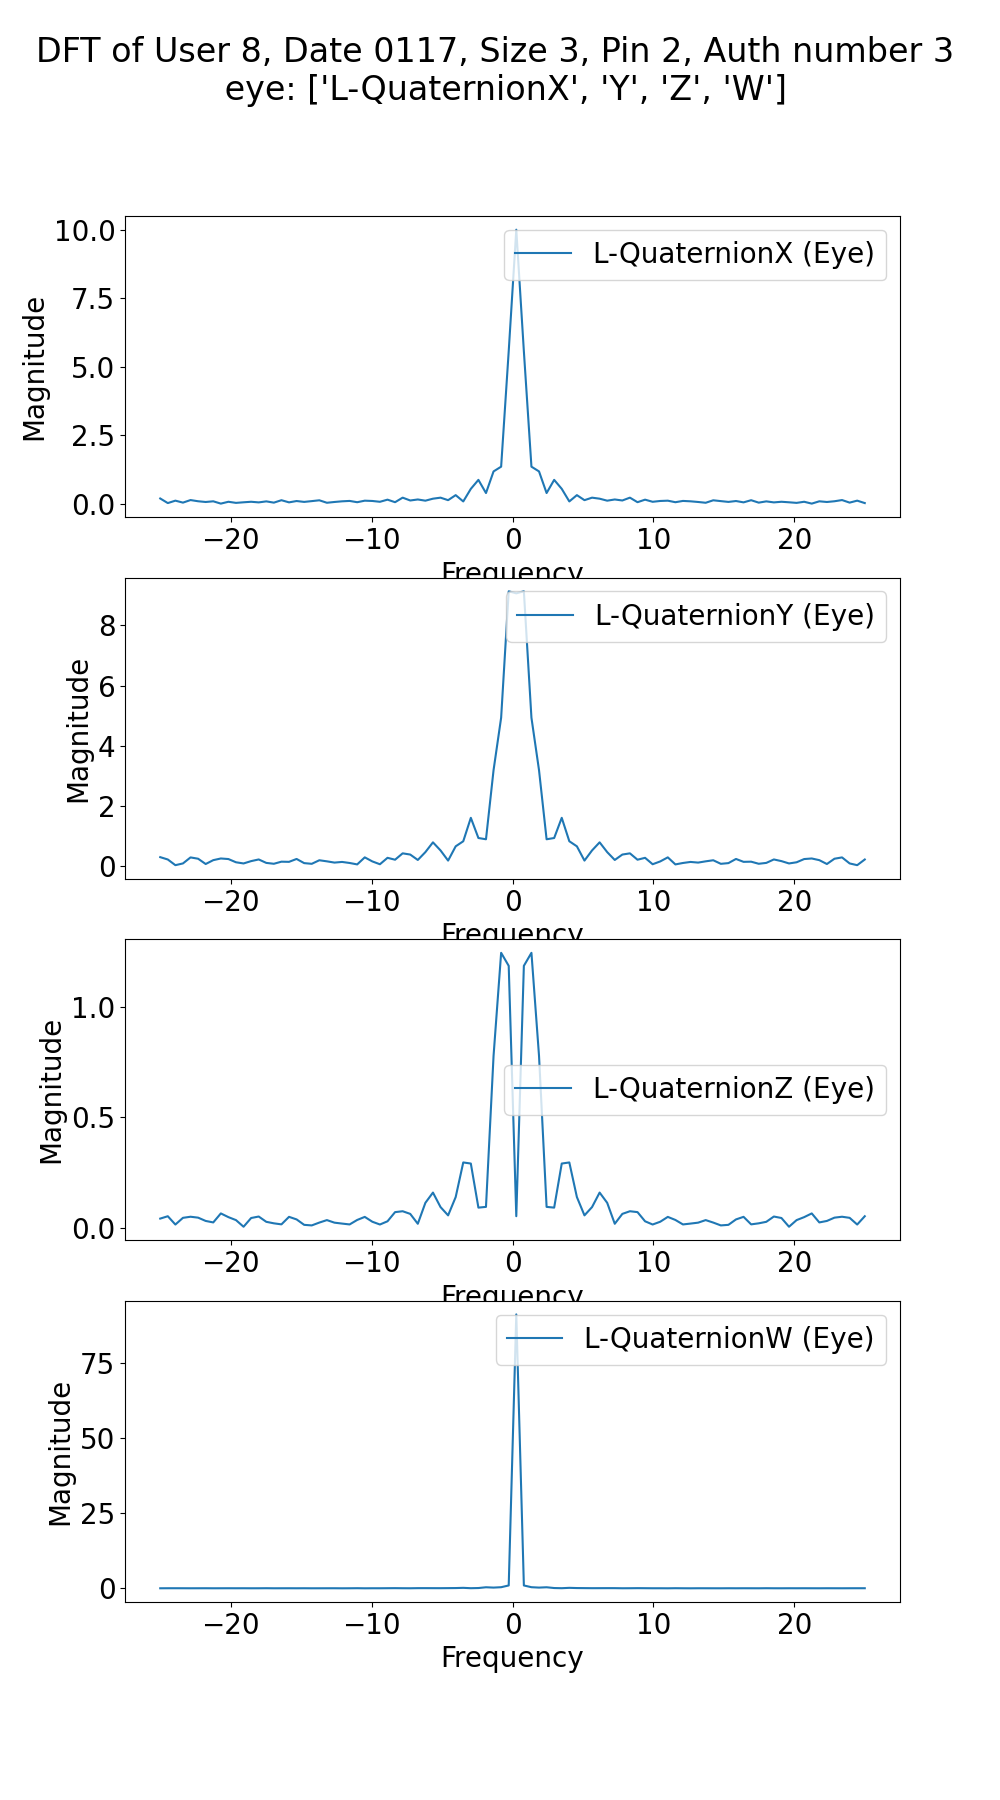 DFT of User 8, Date 0117, Size 3, Pin 2, Auth number 3
eye: ['L-QuaternionX', 'Y', 'Z', 'W']
L-QuaternionX (Eye)
Magnitude
10.0
7.5
5.0
2.5
0.0
−20 −10 0 10 20
Frequency
L-QuaternionY (Eye)
Magnitude
8
6
4
2
0
−20 −10 0 10 20
Frequency
L-QuaternionZ (Eye)
Magnitude
1.0
0.5
0.0
−20 −10 0 10 20
Frequency
L-QuaternionW (Eye)
Magnitude
75
50
25
0
−20 −10 0 10 20
Frequency